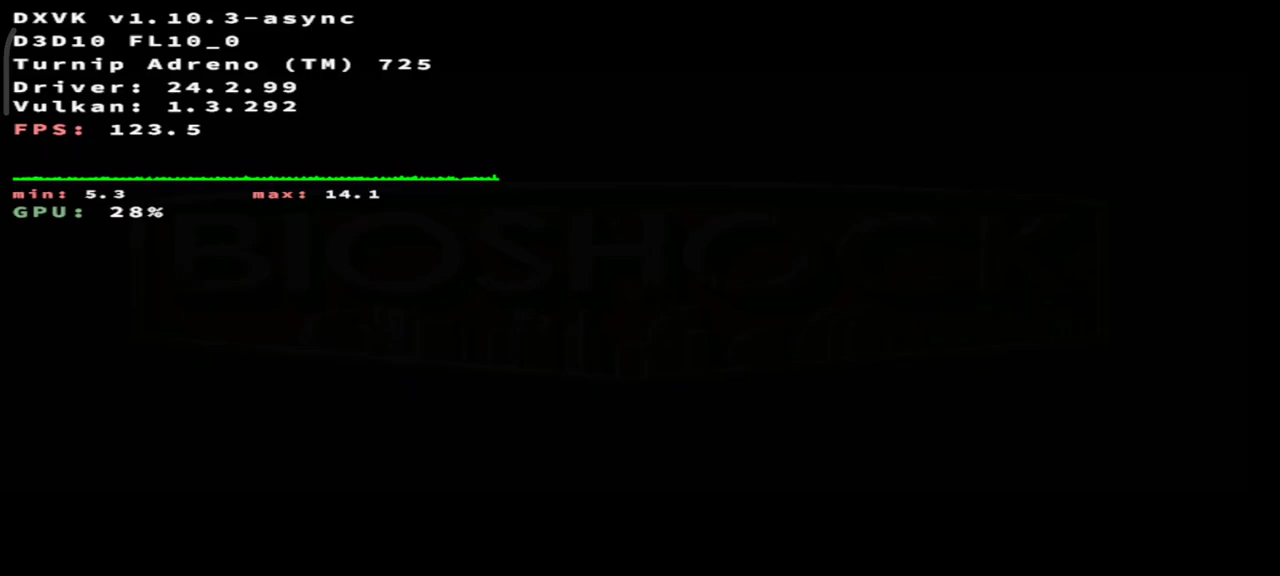 DXVK v1.10.3-async
D3D10 FL10_0
Turnip Adreno (TM) 725
Driver: 24.2.99
Vulkan: 1.3.292
FPS: 123.5
min: 5.3 max: 14.1
GPU: 28%
BIOSHOCK